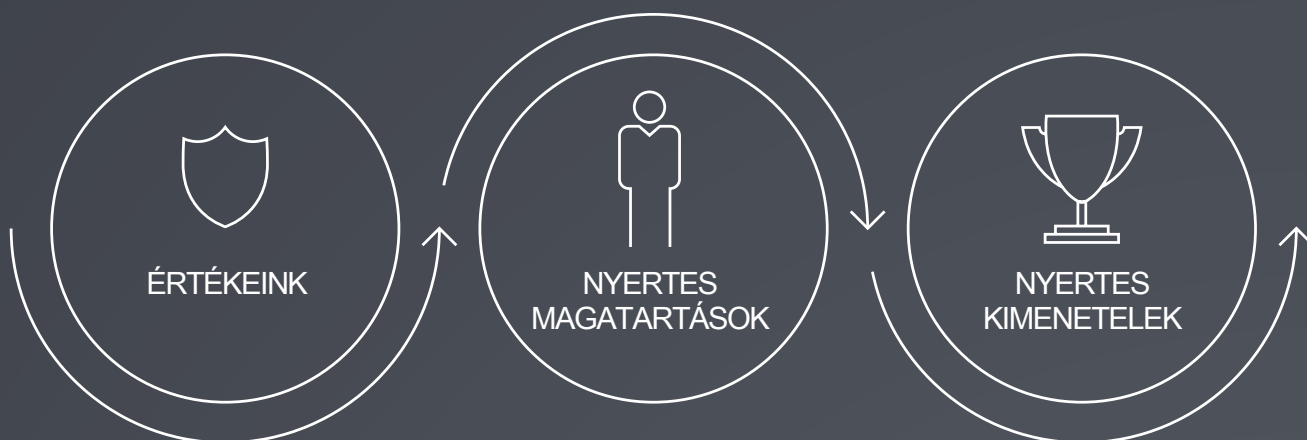 ÉRTÉKEINK
NYERTES
MAGATARTÁSOK
NYERTES
KIMENETELEK